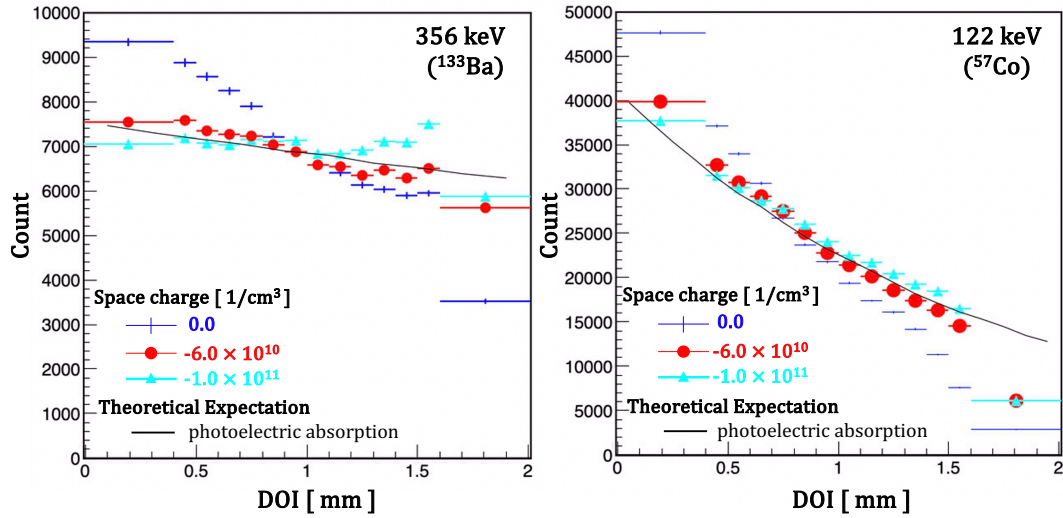 356 keV
(¹³³Ba)
Count
10000
9000
8000
7000
6000
5000
4000
3000
2000
1000
0
Space charge [ 1/cm³]
0.0
-6.0 × 10¹⁰
-1.0 × 10¹¹
Theoretical Expectation
photoelectric absorption
0 0.5 1 1.5 2
DOI [ mm ]
122 keV
(⁵⁷Co)
Count
50000
45000
40000
35000
30000
25000
20000
15000
10000
5000
0
Space charge [ 1/cm³]
0.0
-6.0 × 10¹⁰
-1.0 × 10¹¹
Theoretical Expectation
photoelectric absorption
0 0.5 1 1.5 2
DOI [ mm ]